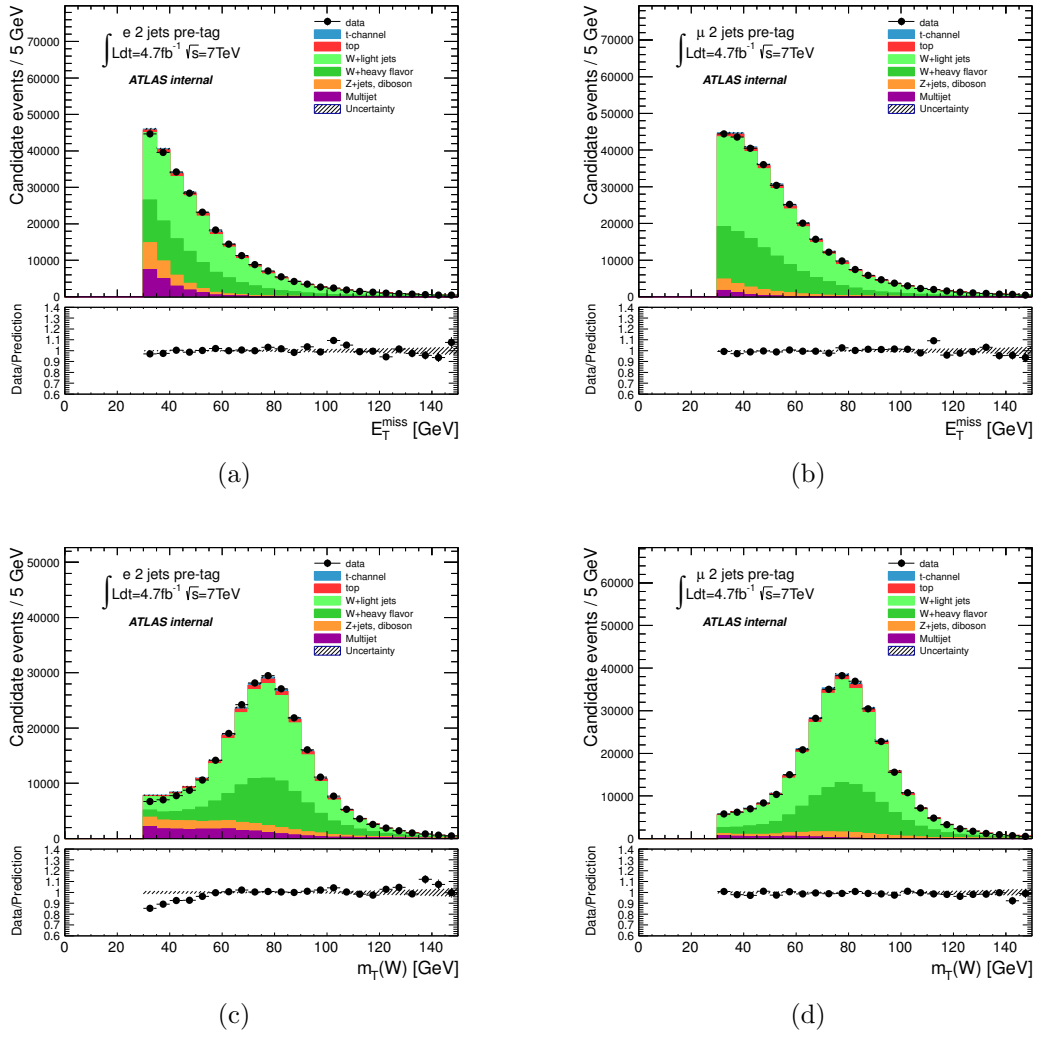 Candidate events / 5 GeV
70000
60000
50000
40000
30000
20000
10000
0
∫ Ldt=4.7fb⁻¹ √s=7TeV
e 2 jets pre-tag
ATLAS internal
data
t-channel
top
W+light jets
W+heavy flavor
Z+jets, diboson
Multijet
Uncertainty
Data/Prediction
1.4
1.3
1.2
1.1
1
0.9
0.8
0.7
0.6
0 20 40 60 80 100 120 140
E_T^miss [GeV]
(a)
Candidate events / 5 GeV
70000
60000
50000
40000
30000
20000
10000
0
μ 2 jets pre-tag
∫ Ldt=4.7fb⁻¹ √s=7TeV
ATLAS internal
data
t-channel
top
W+light jets
W+heavy flavor
Z+jets, diboson
Multijet
Uncertainty
Data/Prediction
1.4
1.3
1.2
1.1
1
0.9
0.8
0.7
0.6
0 20 40 60 80 100 120 140
E_T^miss [GeV]
(b)
Candidate events / 5 GeV
50000
40000
30000
20000
10000
0
e 2 jets pre-tag
∫ Ldt=4.7fb⁻¹ √s=7TeV
ATLAS internal
data
t-channel
top
W+light jets
W+heavy flavor
Z+jets, diboson
Multijet
Uncertainty
Data/Prediction
1.4
1.3
1.2
1.1
1
0.9
0.8
0.7
0.6
0 20 40 60 80 100 120 140
m_T(W) [GeV]
(c)
Candidate events / 5 GeV
60000
50000
40000
30000
20000
10000
0
μ 2 jets pre-tag
∫ Ldt=4.7fb⁻¹ √s=7TeV
ATLAS internal
data
t-channel
top
W+light jets
W+heavy flavor
Z+jets, diboson
Multijet
Uncertainty
Data/Prediction
1.4
1.3
1.2
1.1
1
0.9
0.8
0.7
0.6
0 20 40 60 80 100 120 140
m_T(W) [GeV]
(d)